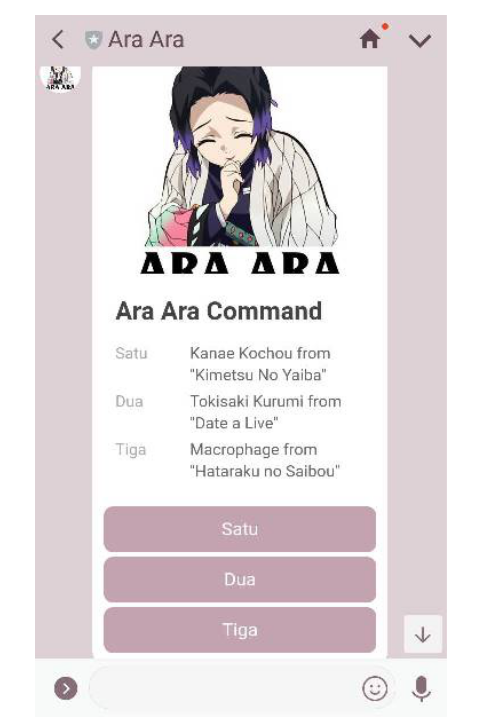 Ara Ara
ARA ARA
ARA ARA
Ara Ara Command
Satu Kanae Kochou from
"Kimetsu No Yaiba"
Dua Tokisaki Kurumi from
"Date a Live"
Tiga Macrophage from
"Hataraku no Saibou"
Satu
Dua
Tiga